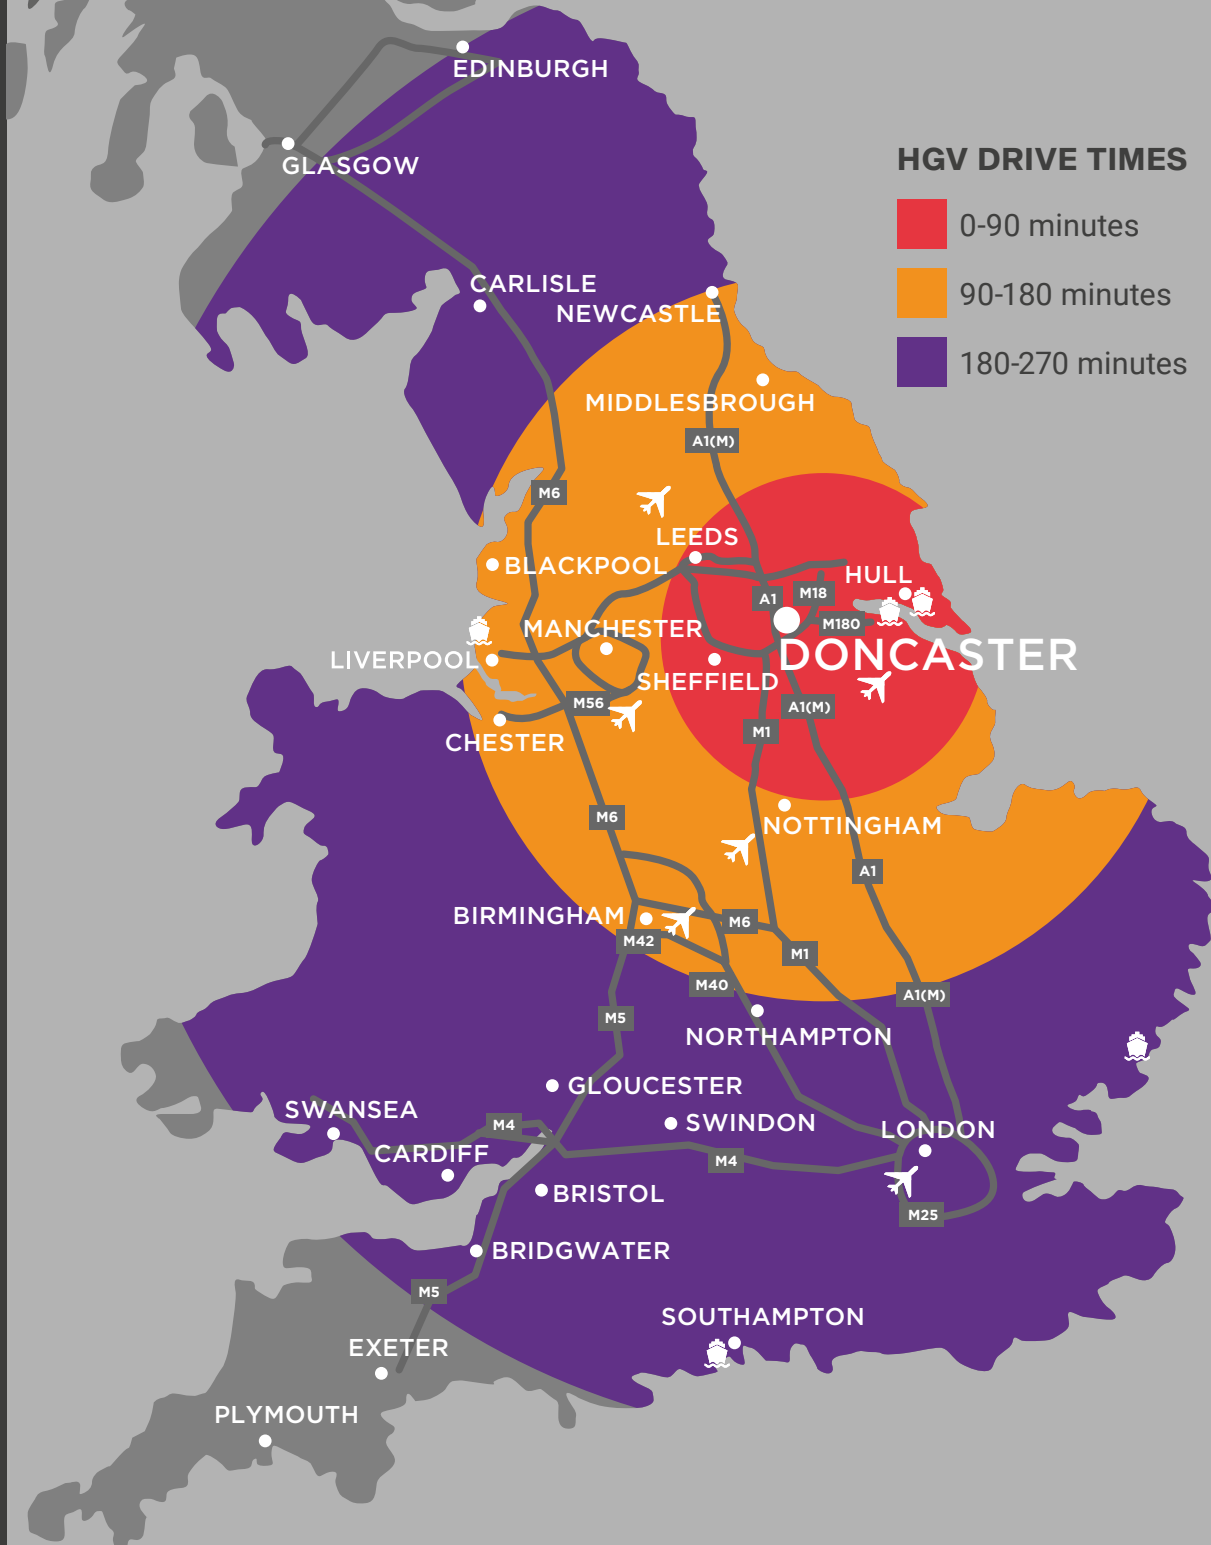 EDINBURGH
GLASGOW
HGV DRIVE TIMES
0-90 minutes
90-180 minutes
180-270 minutes
CARLISLE
NEWCASTLE
MIDDLESBROUGH
A1(M)
M6
LEEDS
BLACKPOOL
HULL
A1
M18
M180
MANCHESTER
DONCASTER
LIVERPOOL
SHEFFIELD
M56
A1(M)
M1
CHESTER
M6
NOTTINGHAM
A1
BIRMINGHAM
M6
M42
M1
M40
A1(M)
M5
NORTHAMPTON
GLOUCESTER
SWANSEA
M4
SWINDON
LONDON
CARDIFF
M4
BRISTOL
M25
BRIDGWATER
M5
SOUTHAMPTON
EXETER
PLYMOUTH